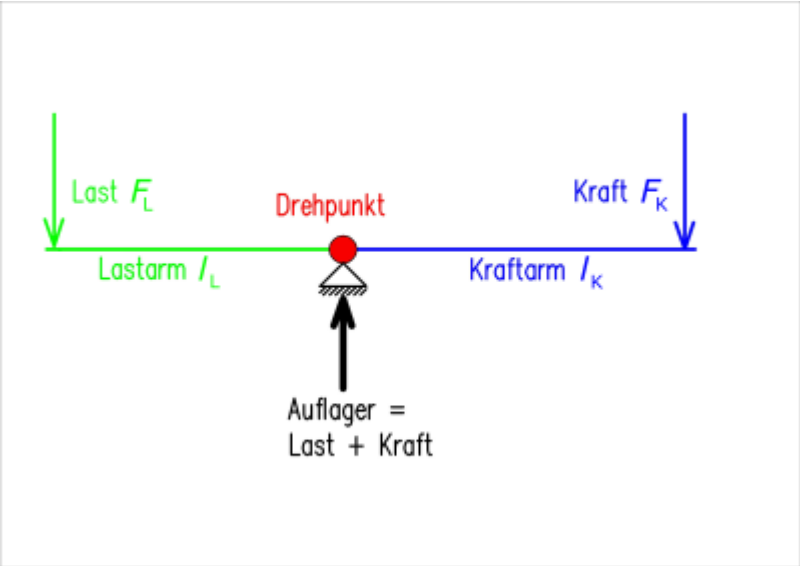 Last F_L
Kraft F_K
Drehpunkt
Lastarm l_L
Kraftarm l_K
Auflager =
Last + Kraft